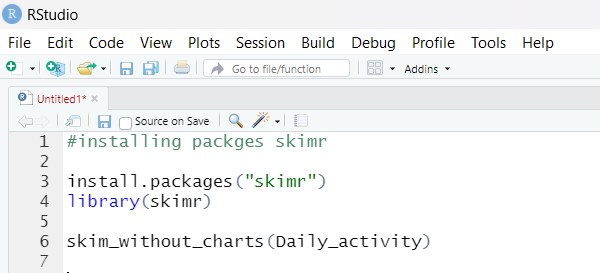 RStudio
File Edit Code View Plots Session Build Debug Profile Tools Help
Go to file/function Addins
Untitled1*
Source on Save
1 #installing packges skimr
2
3 install.packages("skimr")
4 library(skimr)
5
6 skim_without_charts(Daily_activity)
7